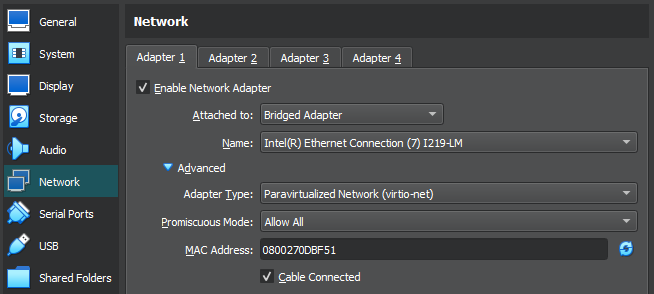 General
System
Display
Storage
Audio
Network
Serial Ports
USB
Shared Folders
Network
Adapter 1 Adapter 2 Adapter 3 Adapter 4
Enable Network Adapter
Attached to: Bridged Adapter
Name: Intel(R) Ethernet Connection (7) I219-LM
Advanced
Adapter Type: Paravirtualized Network (virtio-net)
Promiscuous Mode: Allow All
MAC Address: 0800270DBF51
Cable Connected